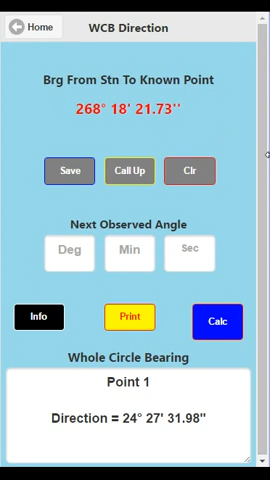 Home
WCB Direction
Brg From Stn To Known Point
268° 18' 21.73''
Save
Call Up
Clr
Next Observed Angle
Deg
Min
Sec
Info
Print
Calc
Whole Circle Bearing
Point 1
Direction = 24° 27' 31.98"